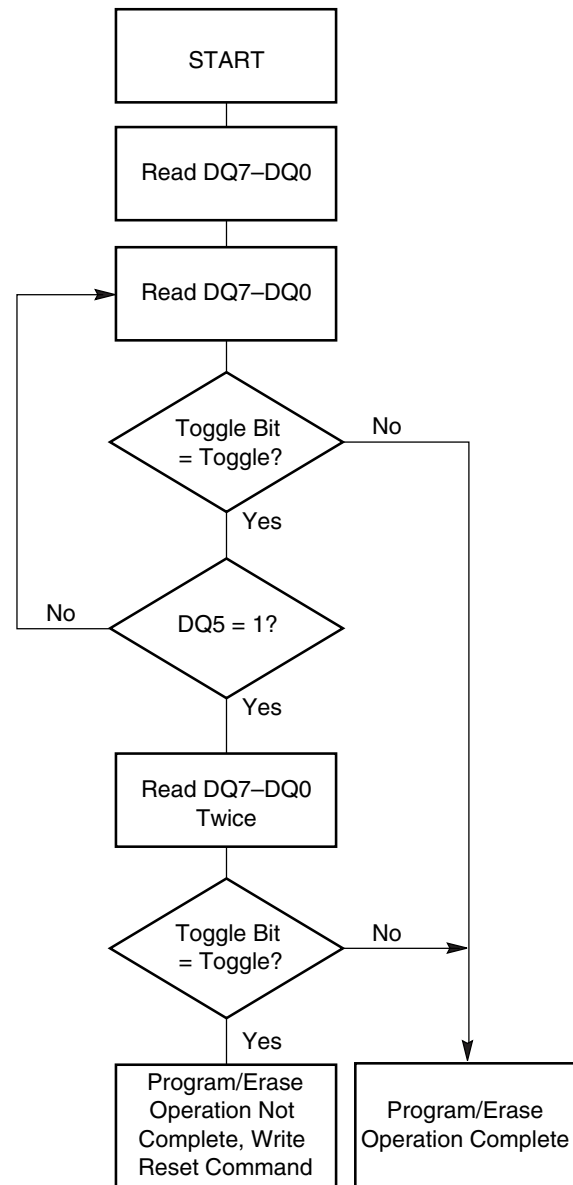 START
Read DQ7–DQ0
Read DQ7–DQ0
Toggle Bit
= Toggle?
No
Yes
No
DQ5 = 1?
Yes
Read DQ7–DQ0
Twice
Toggle Bit
= Toggle?
No
Yes
Program/Erase
Operation Not
Complete, Write
Reset Command
Program/Erase
Operation Complete